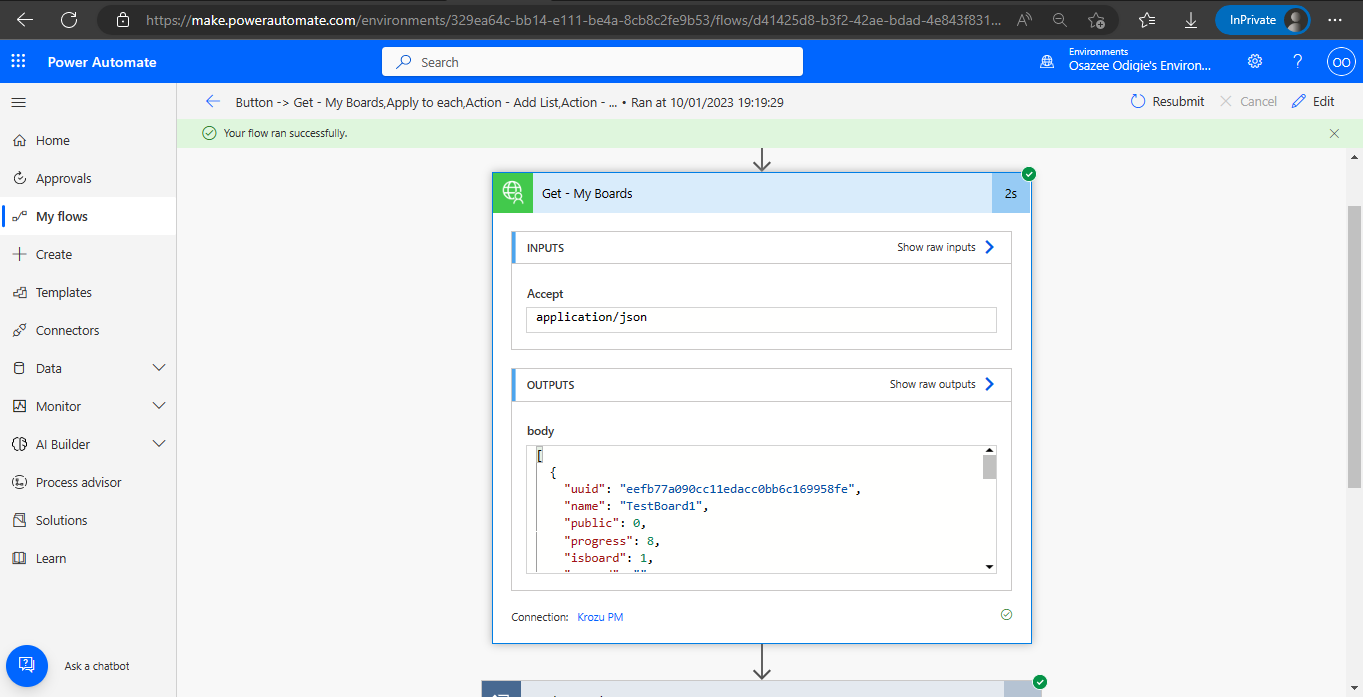 https://make.powerautomate.com/environments/329ea64c-bb14-e111-be4a-8cb8c2fe9b53/flows/d41425d8-b3f2-42ae-bdad-4e843f831...
InPrivate
Power Automate
Search
Environments
Osazee Odigie's Environ...
?
OO
Button -> Get - My Boards,Apply to each,Action - Add List,Action - ... • Ran at 10/01/2023 19:19:29
Resubmit
Cancel
Edit
Your flow ran successfully.
Home
Approvals
My flows
Create
Templates
Connectors
Data
Monitor
AI Builder
Process advisor
Solutions
Learn
Ask a chatbot
Get - My Boards
2s
INPUTS
Show raw inputs
Accept
application/json
OUTPUTS
Show raw outputs
body
[
{
"uuid": "eefb77a090cc11edacc0bb6c169958fe",
"name": "TestBoard1",
"public": 0,
"progress": 8,
"isboard": 1,
Connection: Krozu PM